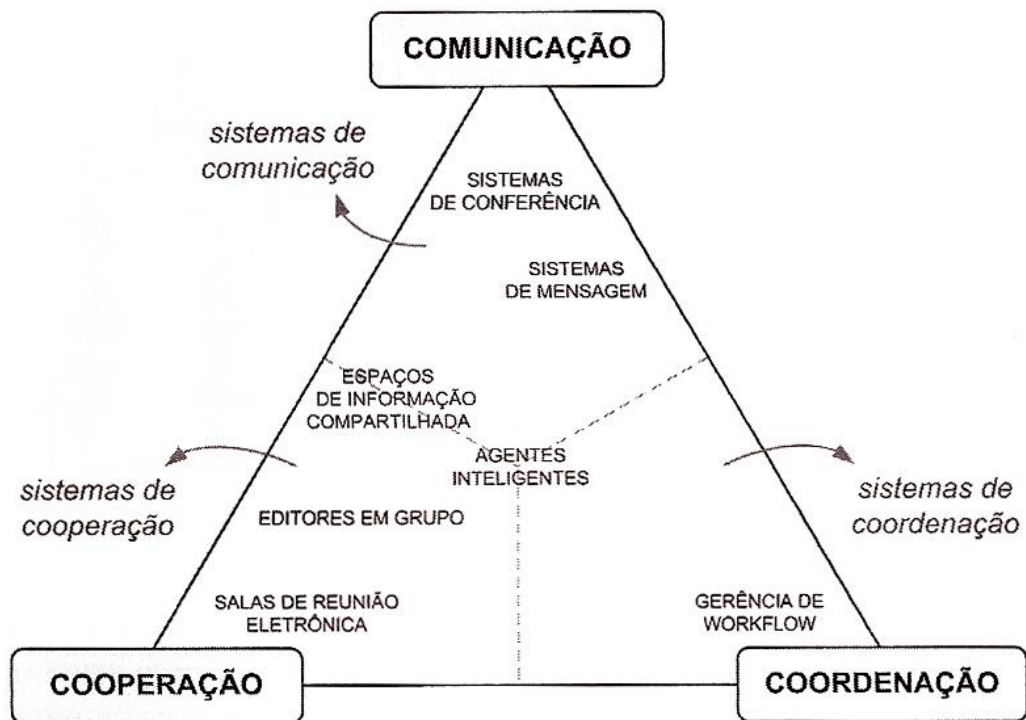 COMUNICAÇÃO
sistemas de
comunicação
SISTEMAS
DE CONFERÊNCIA
SISTEMAS
DE MENSAGEM
ESPAÇOS
DE INFORMAÇÃO
COMPARTILHADA
AGENTES
INTELIGENTES
sistemas de
cooperação
EDITORES EM GRUPO
sistemas de
coordenação
SALAS DE REUNIÃO
ELETRÔNICA
GERÊNCIA DE
WORKFLOW
COOPERAÇÃO
COORDENAÇÃO